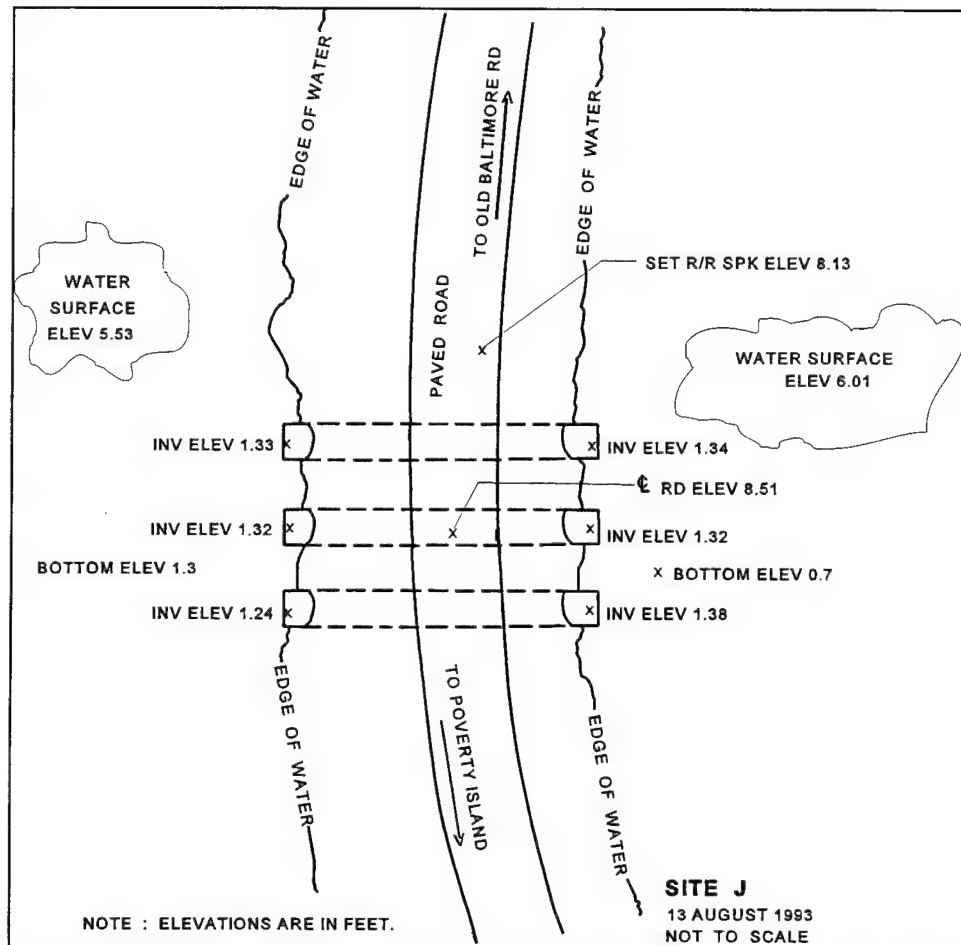 EDGE OF WATER
TO OLD BALTIMORE RD
EDGE OF WATER
SET R/R SPK ELEV 8.13
WATER
SURFACE
ELEV 5.53
PAVED ROAD
WATER SURFACE
ELEV 6.01
INV ELEV 1.33
INV ELEV 1.34
℄ RD ELEV 8.51
INV ELEV 1.32
INV ELEV 1.32
BOTTOM ELEV 1.3
X BOTTOM ELEV 0.7
INV ELEV 1.24
INV ELEV 1.38
EDGE OF WATER
TO POVERTY ISLAND
EDGE OF WATER
SITE J
13 AUGUST 1993
NOT TO SCALE
NOTE : ELEVATIONS ARE IN FEET.